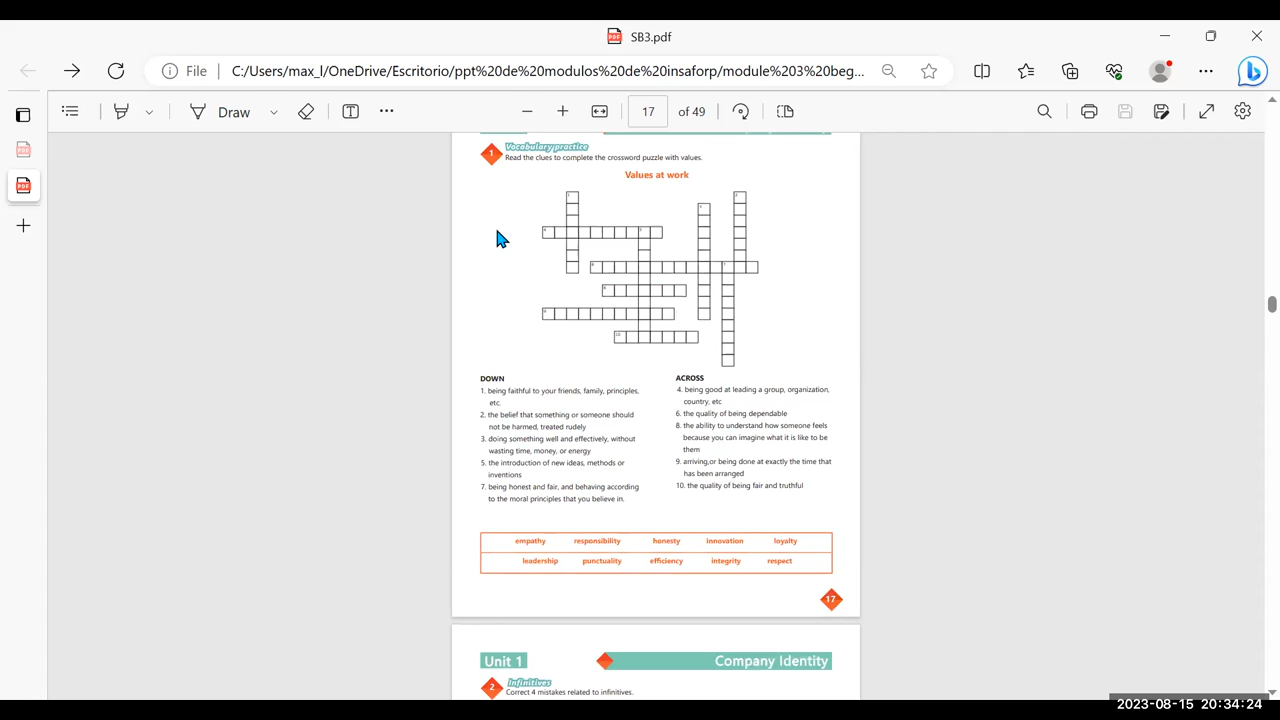 SB3.pdf
File
C:/Users/max_l/OneDrive/Escritorio/ppt%20de%20modulos%20de%20insaforp/module%203%20beg...
Draw
17 of 49
1
Vocabulary practice
Read the clues to complete the crossword puzzle with values.
Values at work
DOWN
1. being faithful to your friends, family, principles,
etc.
2. the belief that something or someone should
not be harmed, treated rudely
3. doing something well and effectively, without
wasting time, money, or energy
5. the introduction of new ideas, methods or
inventions
7. being honest and fair, and behaving according
to the moral principles that you believe in.
ACROSS
4. being good at leading a group, organization,
country, etc
6. the quality of being dependable
8. the ability to understand how someone feels
because you can imagine what it is like to be
them
9. arriving,or being done at exactly the time that
has been arranged
10. the quality of being fair and truthful
empathy responsibility honesty innovation loyalty
leadership punctuality efficiency integrity respect
17
Unit 1
Company Identity
2
Infinitives
Correct 4 mistakes related to infinitives.
2023-08-15 20:34:24